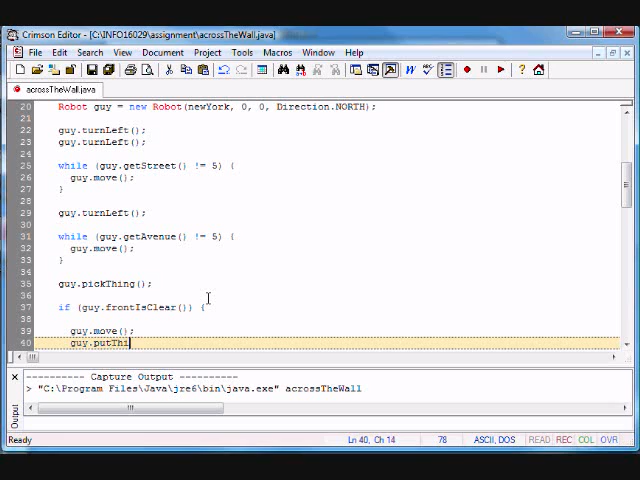 Crimson Editor - [C:\INFO16029\assignment\acrossTheWall.java]
File Edit Search View Document Project Tools Macros Window Help
acrossTheWall.java
20 Robot guy = new Robot(newYork, 0, 0, Direction.NORTH);
21
22 guy.turnLeft();
23 guy.turnLeft();
24
25 while (guy.getStreet() != 5) {
26 guy.move();
27 }
28
29 guy.turnLeft();
30
31 while (guy.getAvenue() != 5) {
32 guy.move();
33 }
34
35 guy.pickThing();
36
37 if (guy.frontIsClear()) {
38
39 guy.move();
40 guy.putThi
---------- Capture Output ----------
> "C:\Program Files\Java\jre6\bin\java.exe" acrossTheWall
Output
Ready Ln 40, Ch 14 78 ASCII, DOS READ REC COL OVR